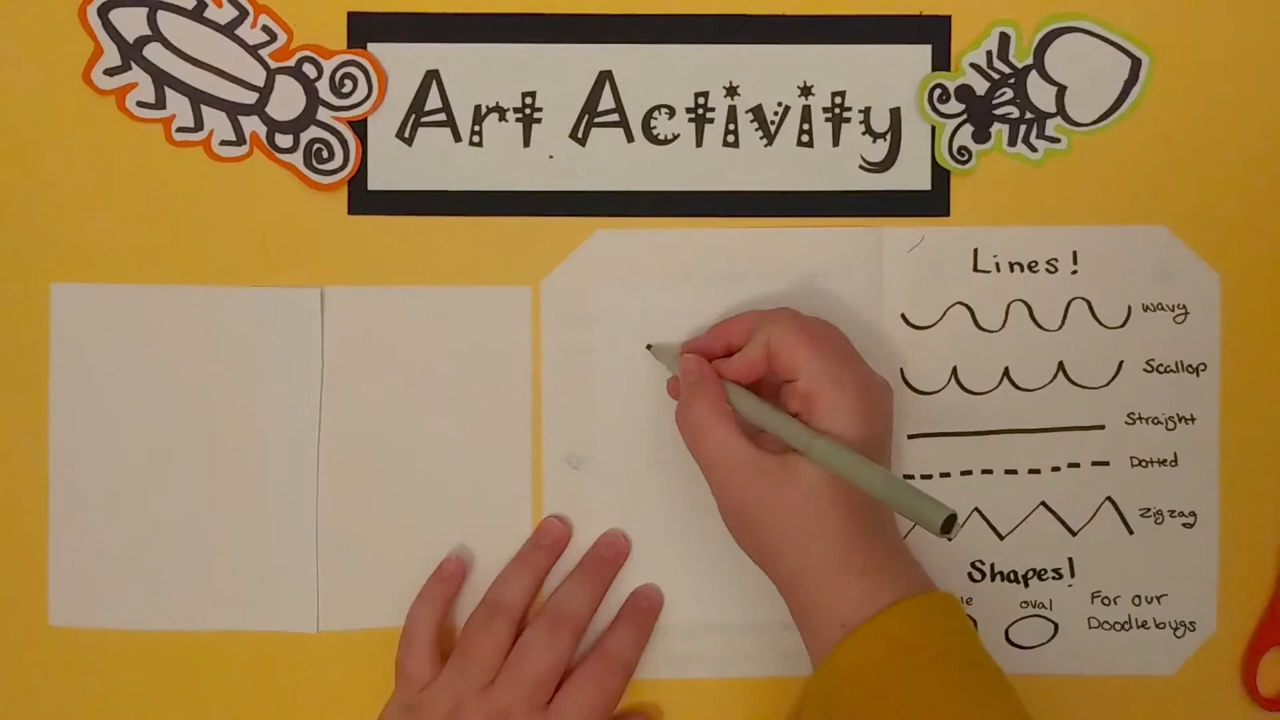 Art Activity
Lines!
wavy
Scallop
Straight
Dotted
Zigzag
Shapes!
oval
For our
Doodlebugs